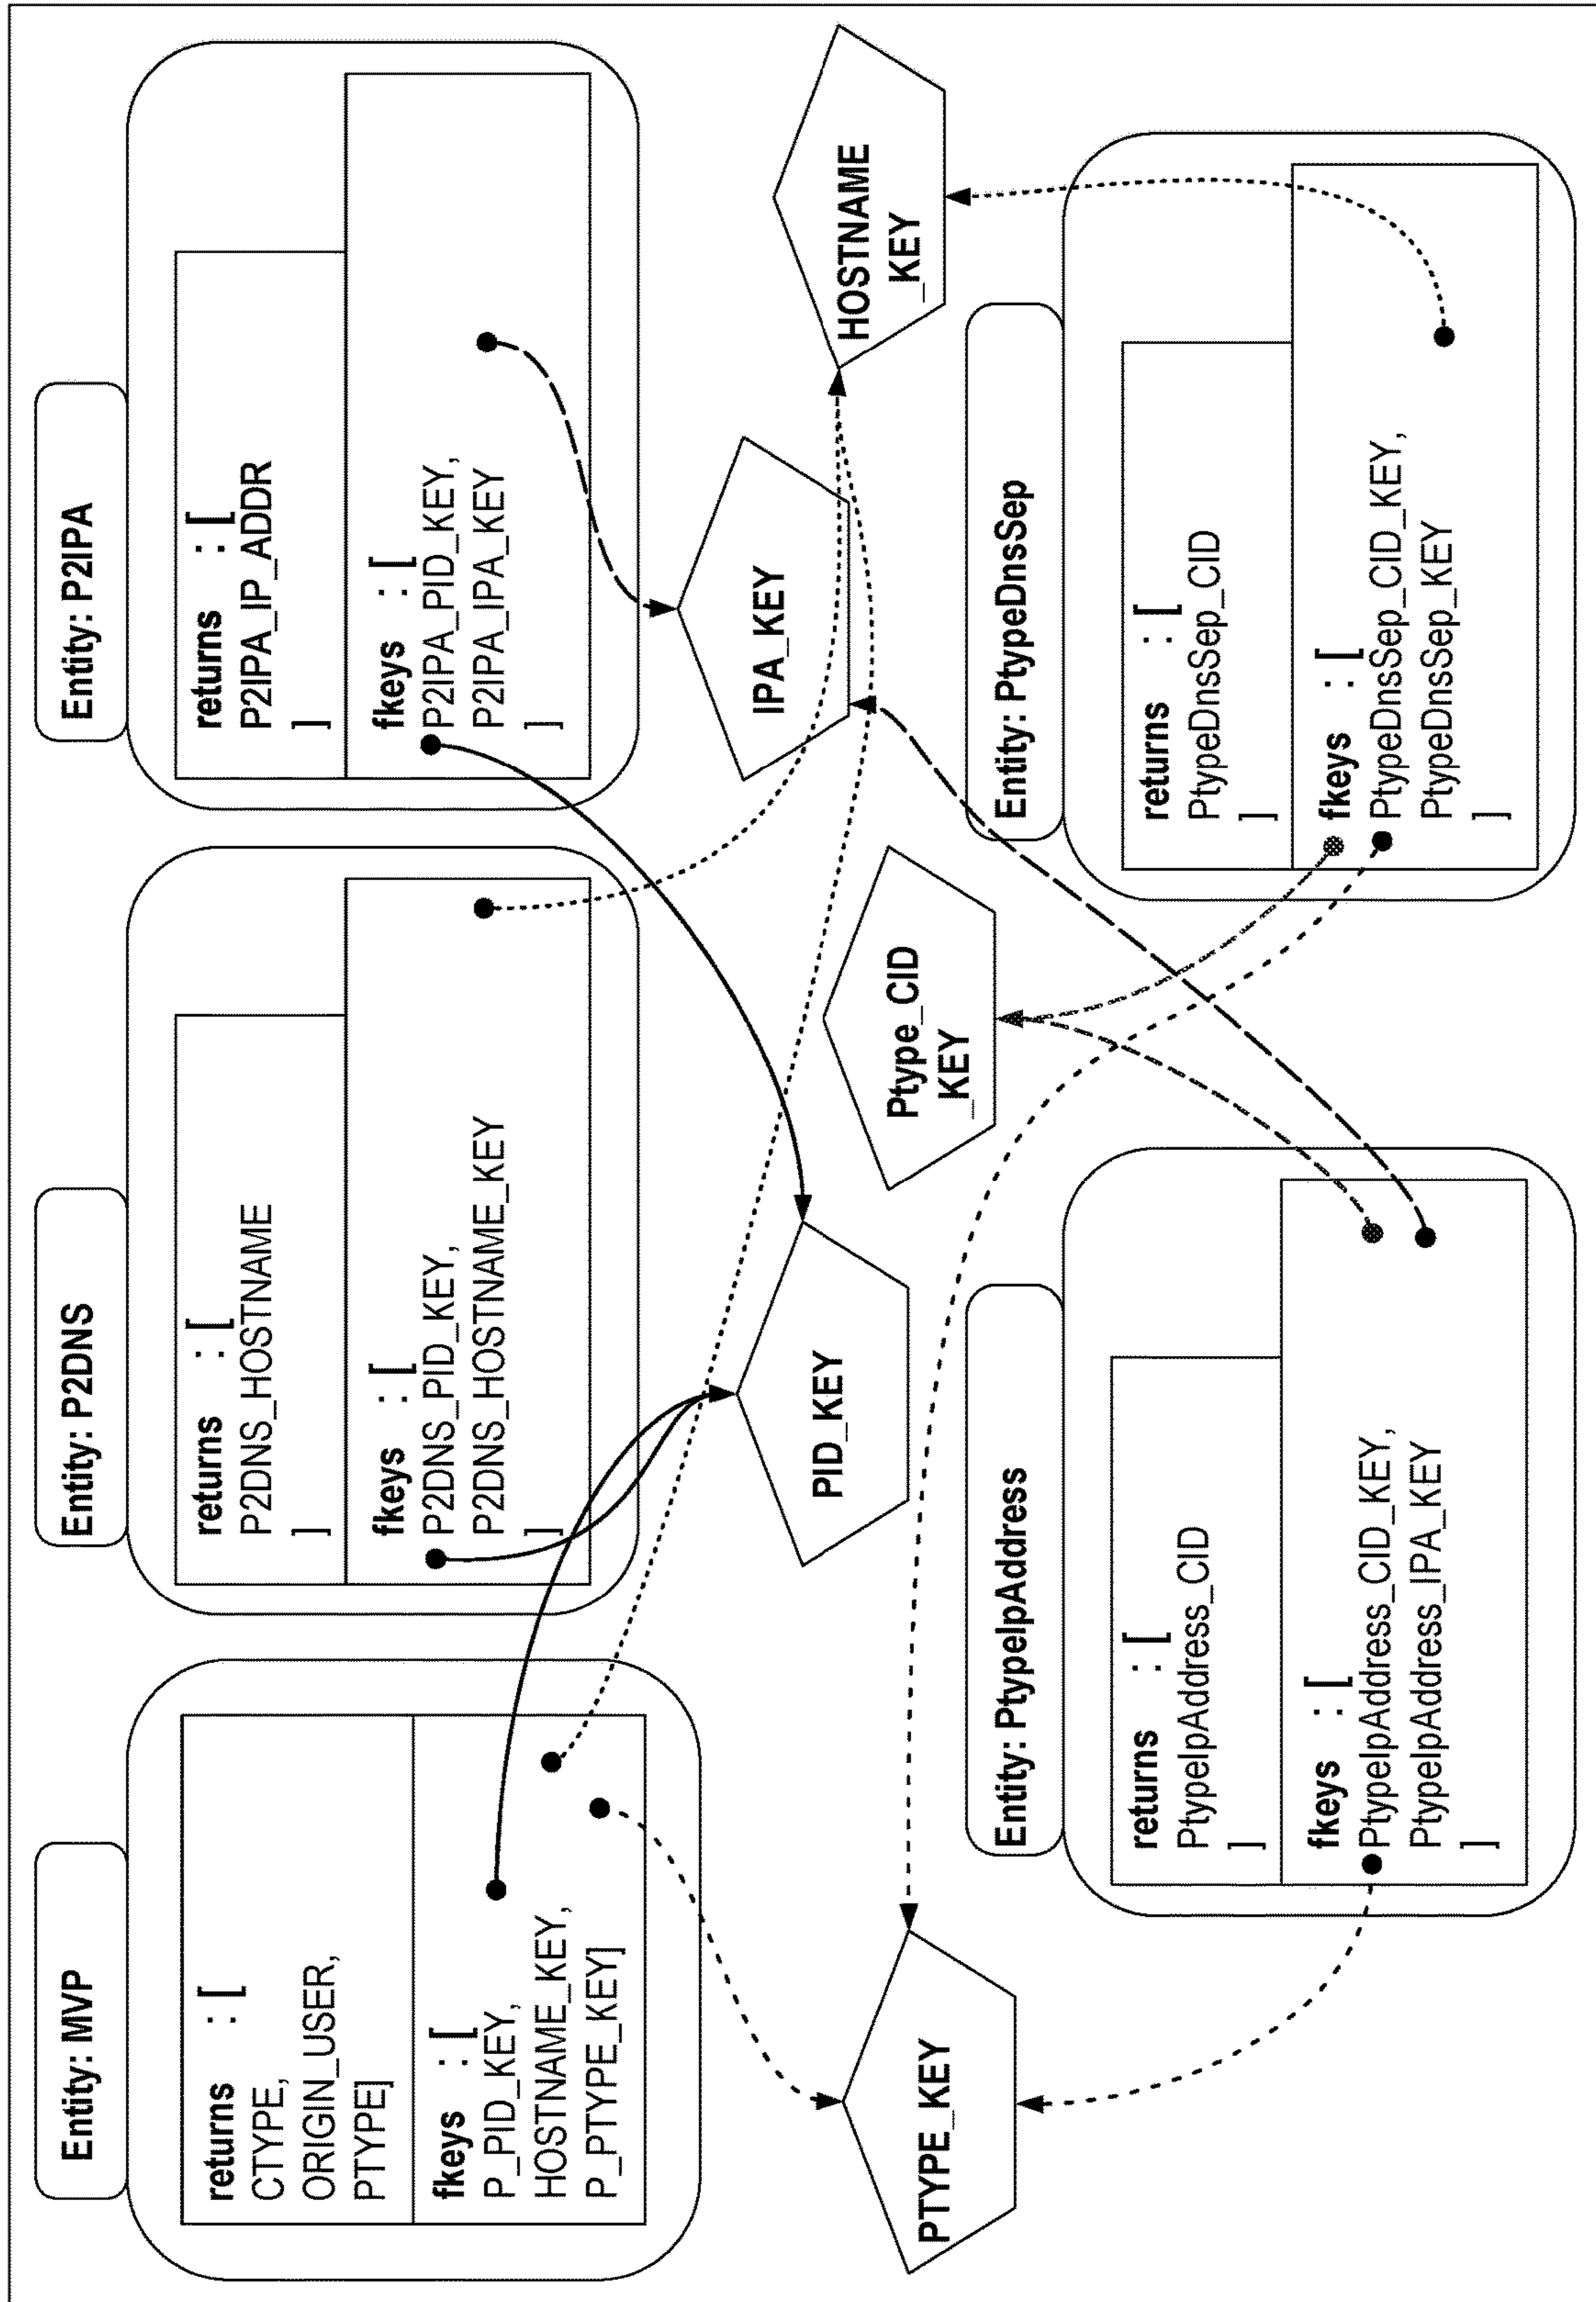 Entity: MVP
returns : [
CTYPE,
ORIGIN_USER,
PTYPE]
fkeys : [
P_PID_KEY,
HOSTNAME_KEY,
P_PTYPE_KEY]
Entity: P2DNS
returns : [
P2DNS_HOSTNAME
]
fkeys : [
P2DNS_PID_KEY,
P2DNS_HOSTNAME_KEY
]
Entity: P2IPA
returns : [
P2IPA_IP_ADDR
]
fkeys : [
P2IPA_PID_KEY,
P2IPA_IPA_KEY
]
PTYPE_KEY
PID_KEY
Ptype_CID
_KEY
IPA_KEY
HOSTNAME
_KEY
Entity: PtypeIpAddress
returns : [
PtypeIpAddress_CID
]
fkeys : [
PtypeIpAddress_CID_KEY,
PtypeIpAddress_IPA_KEY
]
Entity: PtypeDnsSep
returns : [
PtypeDnsSep_CID
]
fkeys : [
PtypeDnsSep_CID_KEY,
PtypeDnsSep_KEY
]